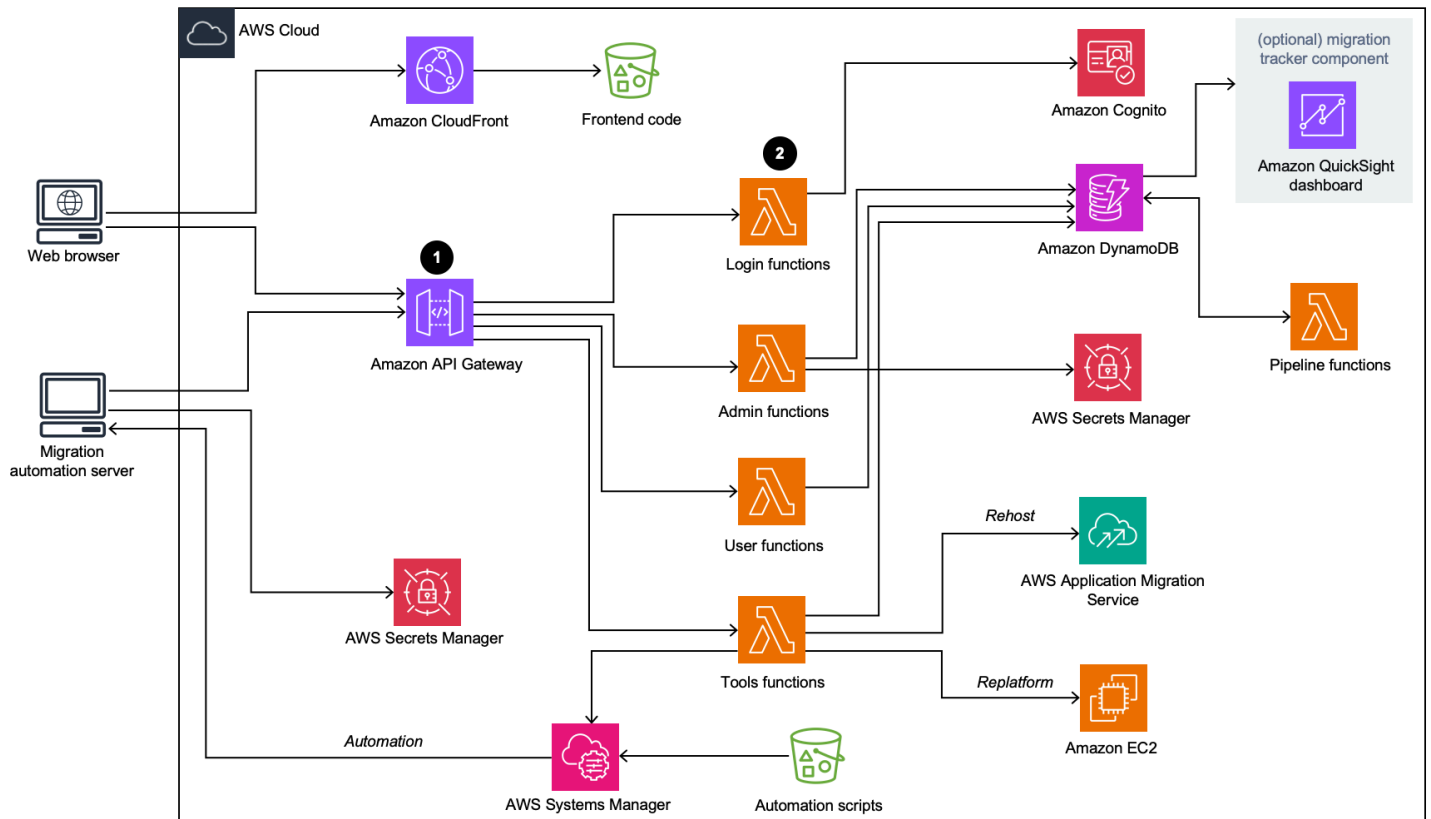 AWS Cloud
(optional) migration
tracker component
Amazon QuickSight
dashboard
Amazon CloudFront
Frontend code
Amazon Cognito
2
Web browser
Login functions
Amazon DynamoDB
1
Amazon API Gateway
Admin functions
AWS Secrets Manager
Pipeline functions
Migration
automation server
User functions
Rehost
AWS Application Migration
Service
AWS Secrets Manager
Tools functions
Replatform
Amazon EC2
Automation
AWS Systems Manager
Automation scripts